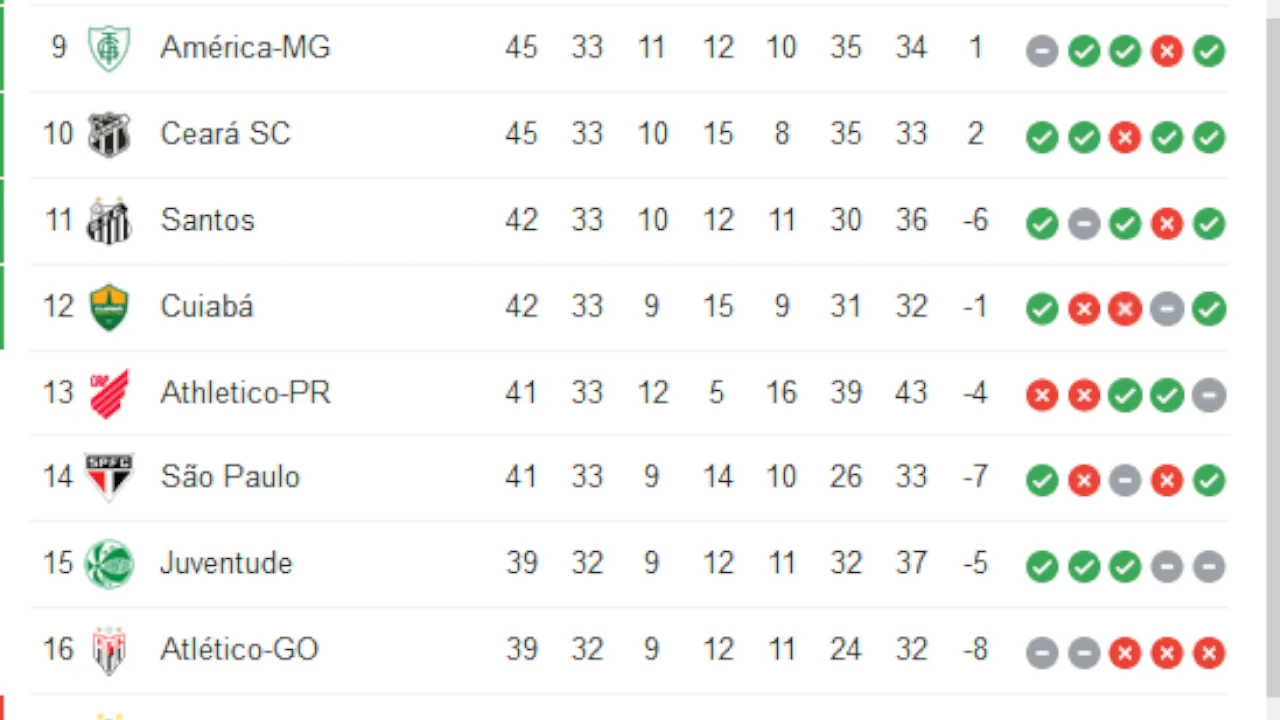 9 América-MG 45 33 11 12 10 35 34 1
10 Ceará SC 45 33 10 15 8 35 33 2
11 Santos 42 33 10 12 11 30 36 -6
12 Cuiabá 42 33 9 15 9 31 32 -1
13 CAP Athletico-PR 41 33 12 5 16 39 43 -4
14 SPFC São Paulo 41 33 9 14 10 26 33 -7
15 Juventude 39 32 9 12 11 32 37 -5
16 Atlético-GO 39 32 9 12 11 24 32 -8